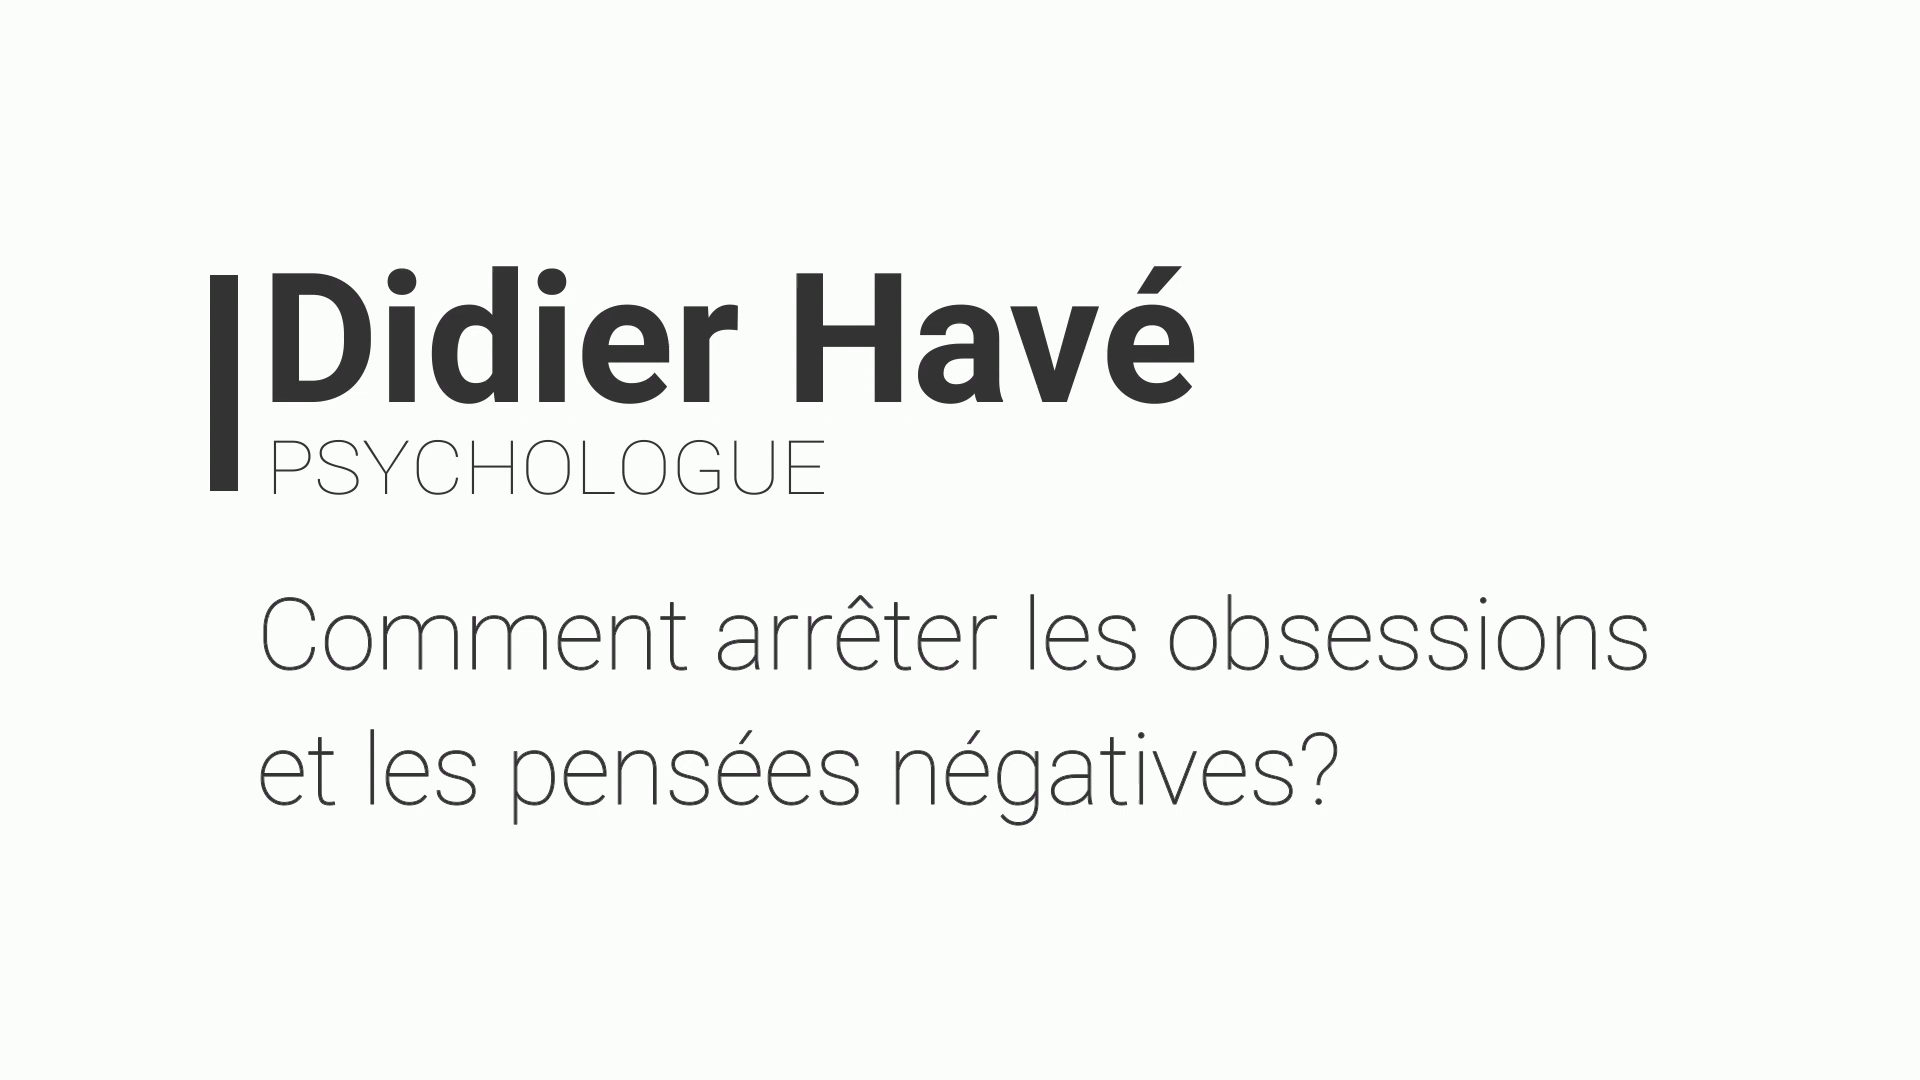 Didier Havé
PSYCHOLOGUE
Comment arrêter les obsessions
et les pensées négatives?